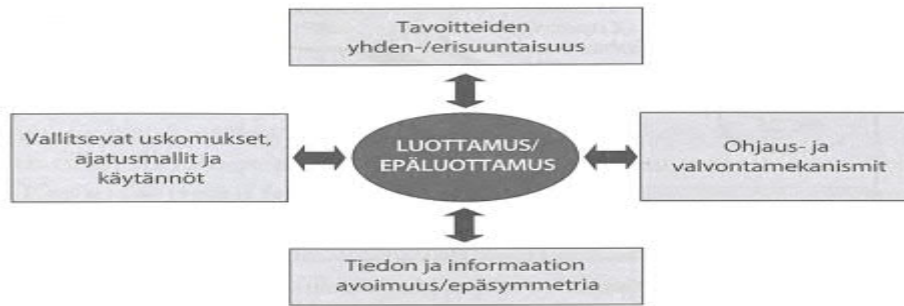 Tavoitteiden
yhden-/erisuuntaisuus
Vallitsevat uskomukset,
ajatusmallit ja
käytännöt
LUOTTAMUS/
EPÄLUOTTAMUS
Ohjaus- ja
valvontamekanismit
Tiedon ja informaation
avoimuus/epäsymmetria